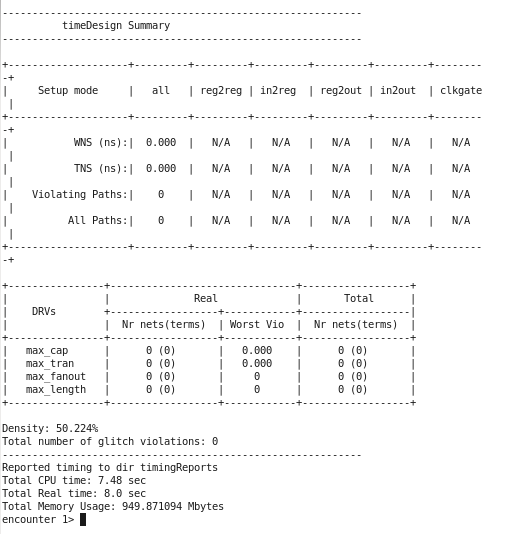 ------------------------------------------------------------
          timeDesign Summary
------------------------------------------------------------

+--------------------+---------+---------+---------+---------+---------+--------
-+
|     Setup mode     |   all   | reg2reg | in2reg  | reg2out | in2out  | clkgate
 |
+--------------------+---------+---------+---------+---------+---------+--------
-+
|           WNS (ns):|  0.000  |   N/A   |   N/A   |   N/A   |   N/A   |   N/A
 |
|           TNS (ns):|  0.000  |   N/A   |   N/A   |   N/A   |   N/A   |   N/A
 |
|    Violating Paths:|    0    |   N/A   |   N/A   |   N/A   |   N/A   |   N/A
 |
|          All Paths:|    0    |   N/A   |   N/A   |   N/A   |   N/A   |   N/A
 |
+--------------------+---------+---------+---------+---------+---------+--------
-+

+----------------+-------------------------------+------------------+
|                |              Real             |       Total      |
|    DRVs        +------------------+------------+------------------|
|                |  Nr nets(terms)  | Worst Vio  |  Nr nets(terms)  |
+----------------+------------------+------------+------------------+
|   max_cap      |      0 (0)       |   0.000    |      0 (0)       |
|   max_tran     |      0 (0)       |   0.000    |      0 (0)       |
|   max_fanout   |      0 (0)       |     0      |      0 (0)       |
|   max_length   |      0 (0)       |     0      |      0 (0)       |
+----------------+------------------+------------+------------------+

Density: 50.224%
Total number of glitch violations: 0
------------------------------------------------------------
Reported timing to dir timingReports
Total CPU time: 7.48 sec
Total Real time: 8.0 sec
Total Memory Usage: 949.871094 Mbytes
encounter 1>